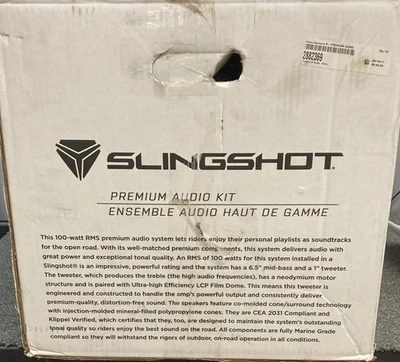 2882369
SLINGSHOT
PREMIUM AUDIO KIT
ENSEMBLE AUDIO HAUT DE GAMME
This 100-watt RMS premium audio system lets riders enjoy their personal playlists as soundtracks
for the open road. With its well-matched premium components, this system delivers audio with
great power and exceptional tonal quality. An RMS of 100 watts for this system installed in a
Slingshot® is an impressive, powerful rating and the system has a 6.5" mid-bass and a 1" tweeter.
The tweeter, which produces the treble (the high audio frequencies), has a neodymium motor
structure and is paired with Ultra-high Efficiency LCP Film Dome. This means this tweeter is
engineered and constructed to handle the amp's powerful output and consistently deliver
premium-quality, distortion-free sound. The speakers feature co-molded cone/surround technology
with injection-molded mineral-filled polypropylene cones. They are CEA 2031 Compliant and
Klippel Verified, which certifies that they, too, are designed to maintain the system's outstanding
tonal quality so riders enjoy the best sound on the road. All components are fully Marine Grade
compliant so they will withstand the rigors of outdoor, on-road operation in all conditions.